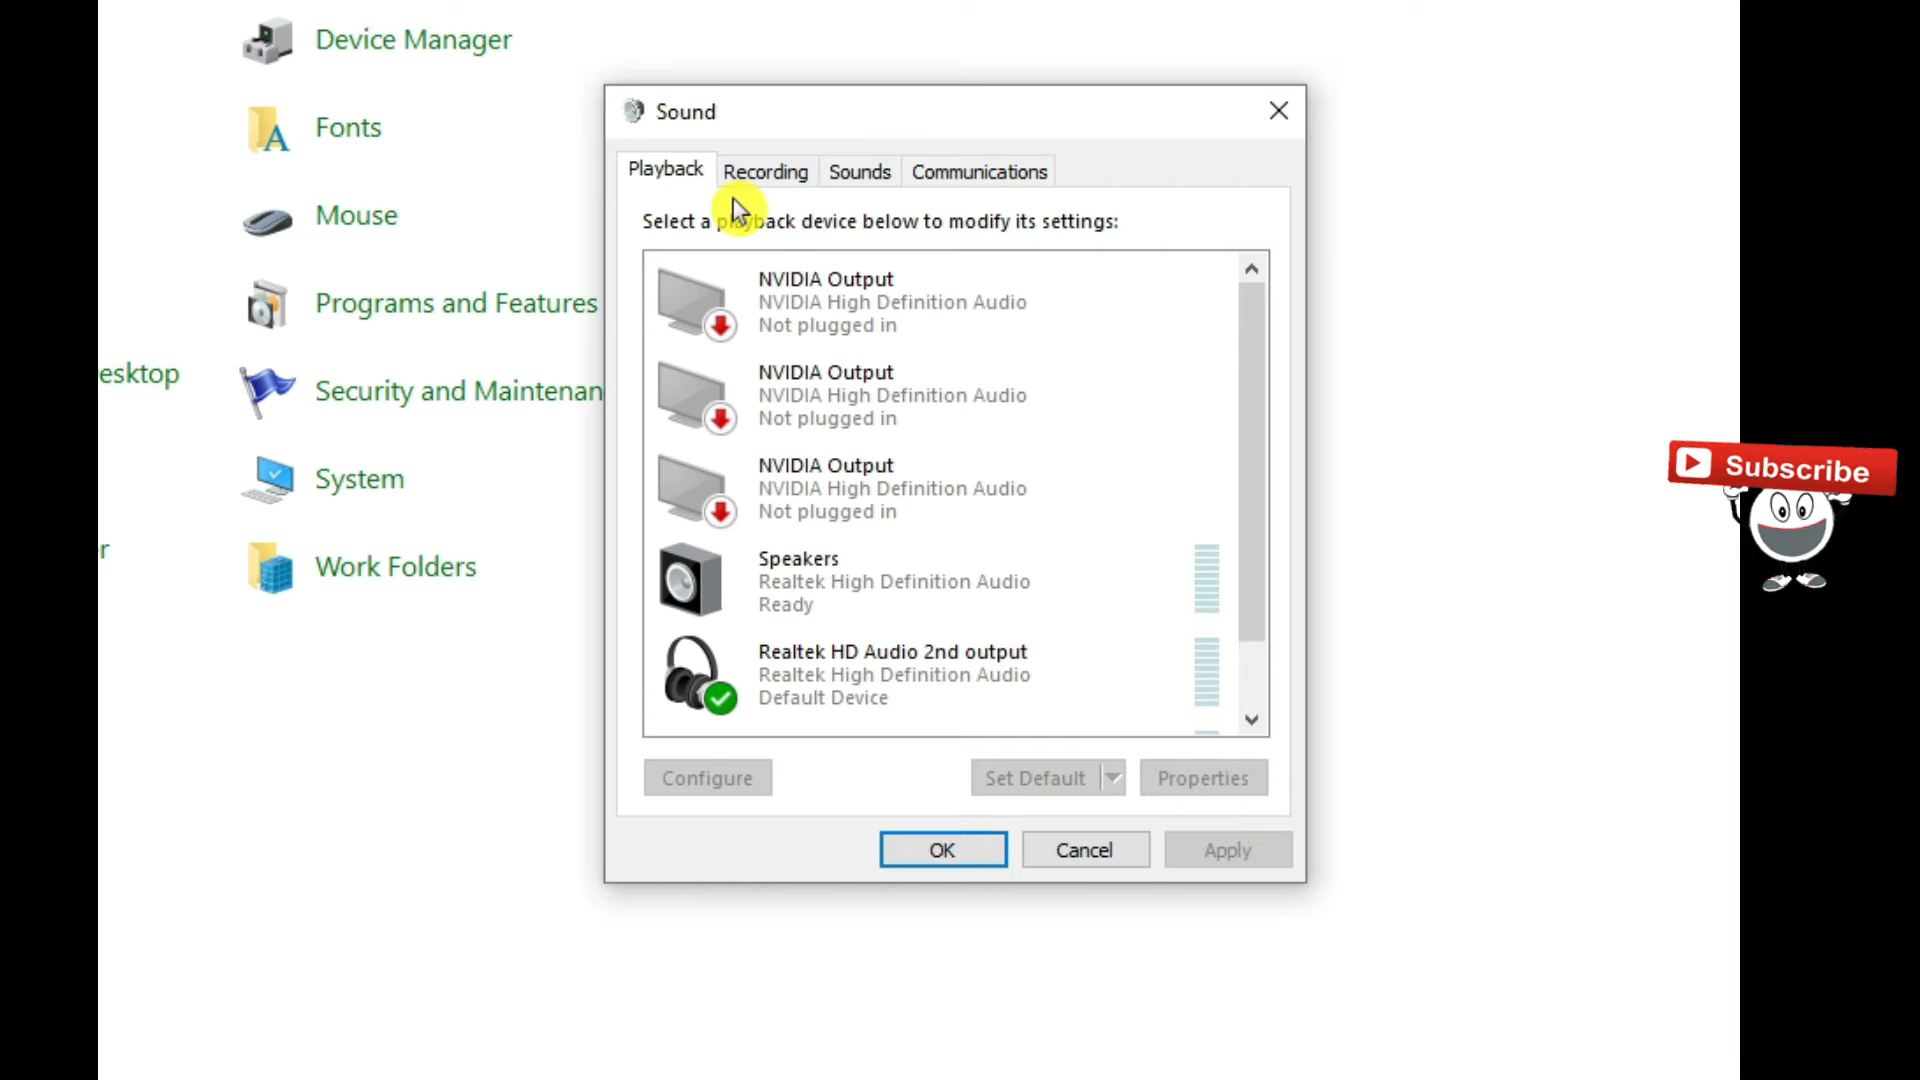 Device Manager
Fonts
Mouse
Programs and Features
esktop
Security and Maintenan
System
r
Work Folders
Sound
Playback
Recording
Sounds
Communications
Select a playback device below to modify its settings:
NVIDIA Output
NVIDIA High Definition Audio
Not plugged in
NVIDIA Output
NVIDIA High Definition Audio
Not plugged in
NVIDIA Output
NVIDIA High Definition Audio
Not plugged in
Speakers
Realtek High Definition Audio
Ready
Realtek HD Audio 2nd output
Realtek High Definition Audio
Default Device
Configure
Set Default
Properties
OK
Cancel
Apply
Subscribe